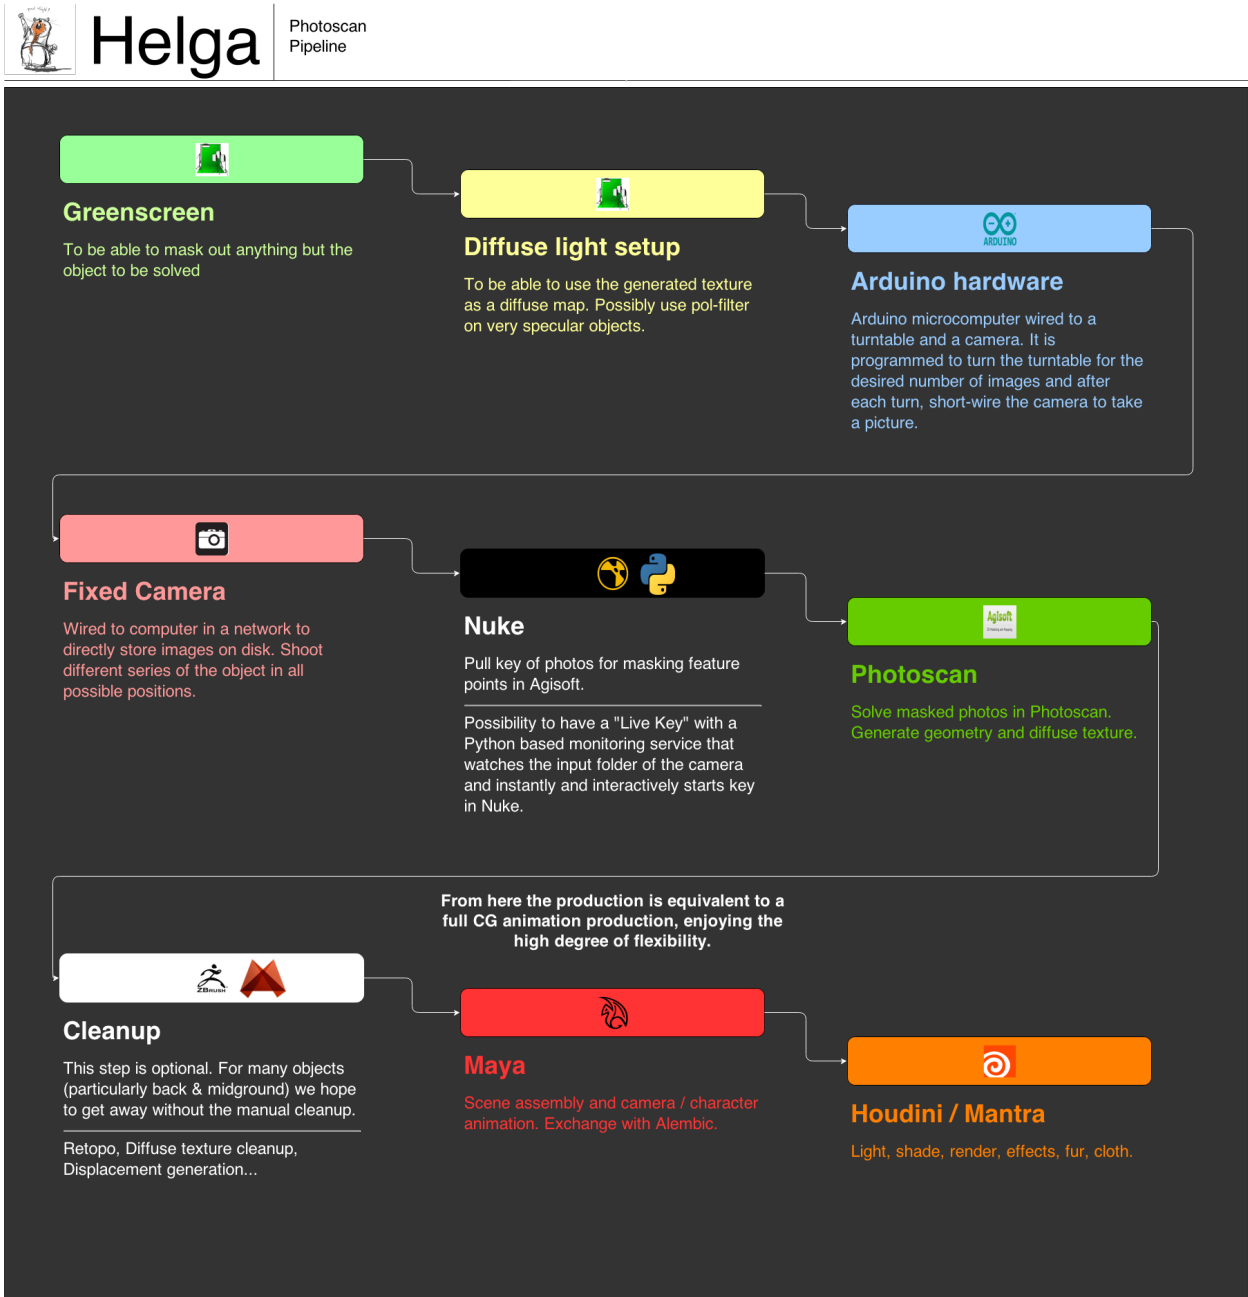 Helga
Photoscan
Pipeline
Greenscreen
To be able to mask out anything but the
object to be solved
Diffuse light setup
To be able to use the generated texture
as a diffuse map. Possibly use pol-filter
on very specular objects.
ARDUINO
Arduino hardware
Arduino microcomputer wired to a
turntable and a camera. It is
programmed to turn the turntable for the
desired number of images and after
each turn, short-wire the camera to take
a picture.
Fixed Camera
Wired to computer in a network to
directly store images on disk. Shoot
different series of the object in all
possible positions.
Nuke
Pull key of photos for masking feature
points in Agisoft.
Possibility to have a "Live Key" with a
Python based monitoring service that
watches the input folder of the camera
and instantly and interactively starts key
in Nuke.
Agisoft
Photoscan
Solve masked photos in Photoscan.
Generate geometry and diffuse texture.
From here the production is equivalent to a
full CG animation production, enjoying the
high degree of flexibility.
ZBRUSH
Cleanup
This step is optional. For many objects
(particularly back & midground) we hope
to get away without the manual cleanup.
Retopo, Diffuse texture cleanup,
Displacement generation...
Maya
Scene assembly and camera / character
animation. Exchange with Alembic.
Houdini / Mantra
Light, shade, render, effects, fur, cloth.